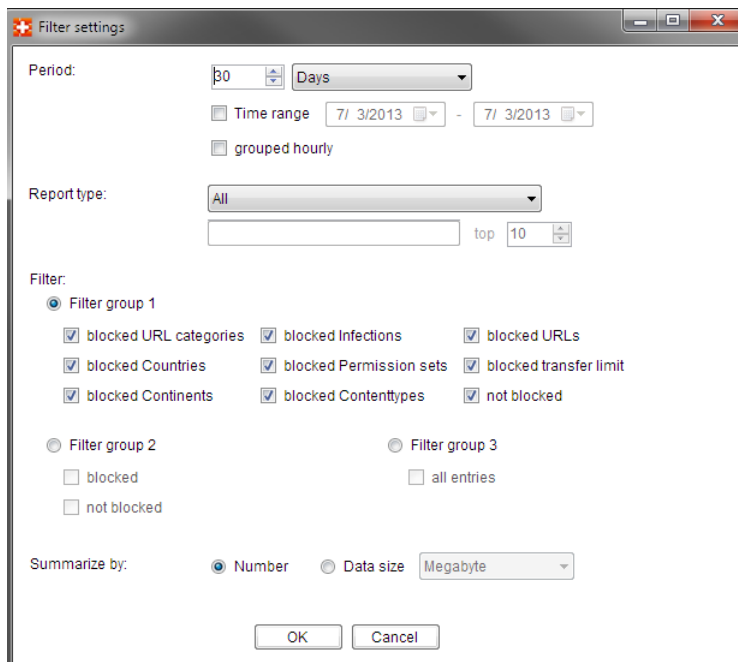 Filter settings
Period: 30 Days
Time range 7/ 3/2013 - 7/ 3/2013
grouped hourly
Report type: All
top 10
Filter:
Filter group 1
blocked URL categories blocked Infections blocked URLs
blocked Countries blocked Permission sets blocked transfer limit
blocked Continents blocked Contenttypes not blocked
Filter group 2 Filter group 3
blocked all entries
not blocked
Summarize by: Number Data size Megabyte
OK Cancel